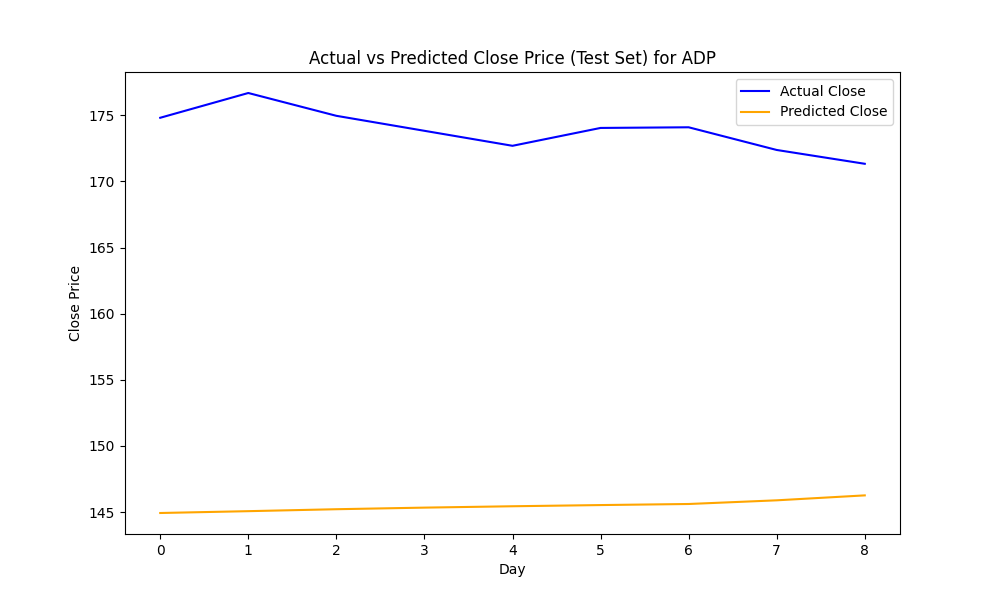 Actual vs Predicted Close Price (Test Set) for ADP
Actual Close
Predicted Close
Close Price
175
170
165
160
155
150
145
0 1 2 3 4 5 6 7 8
Day